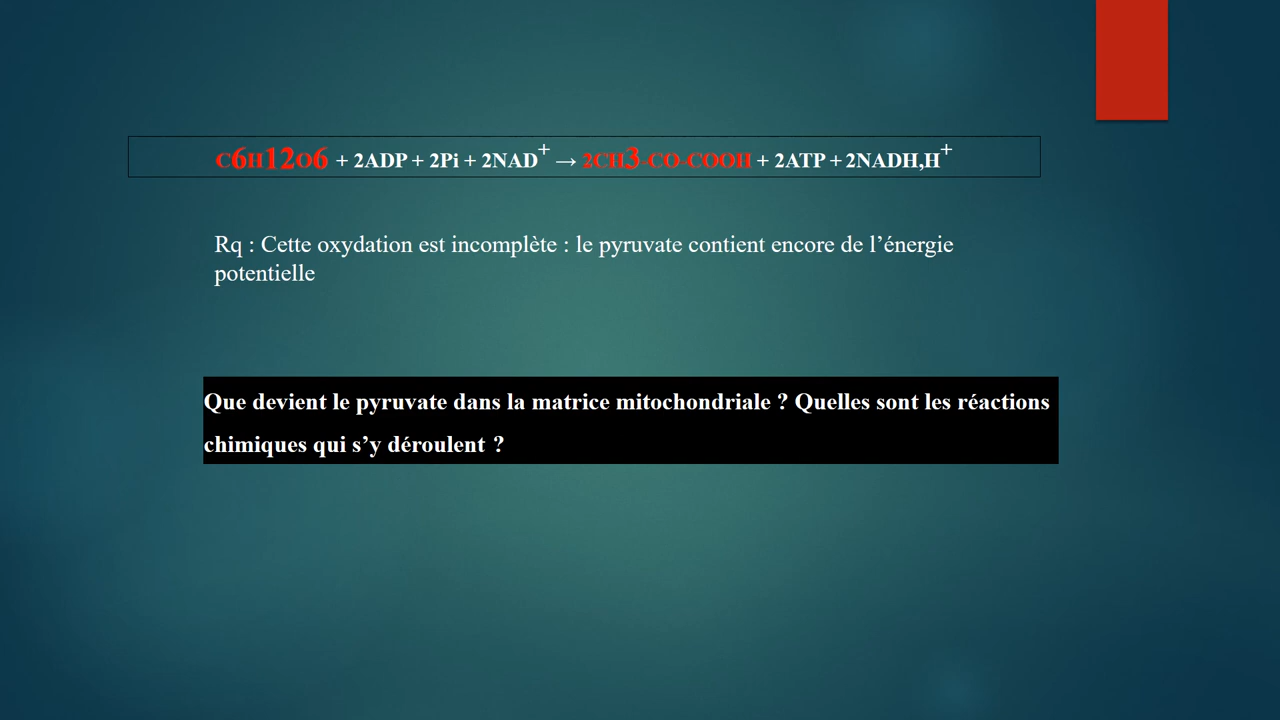 C6H12O6 + 2ADP + 2Pi + 2NAD+ → 2CH3-CO-COOH + 2ATP + 2NADH,H+
Rq : Cette oxydation est incomplète : le pyruvate contient encore de l’énergie
potentielle
Que devient le pyruvate dans la matrice mitochondriale ? Quelles sont les réactions
chimiques qui s’y déroulent ?